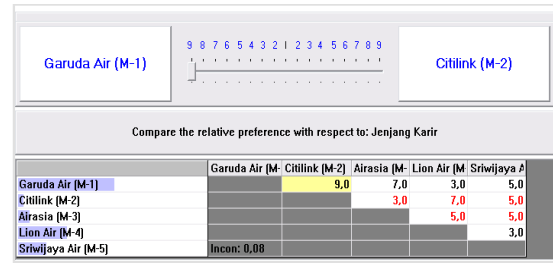 9 8 7 6 5 4 3 2 1 2 3 4 5 6 7 8 9
Garuda Air (M-1) Citilink (M-2)
Compare the relative preference with respect to: Jenjang Karir
Garuda Air (M- Citilink (M-2) Airasia (M- Lion Air (M Sriwijaya A
Garuda Air (M-1) 9,0 7,0 3,0 5,0
Citilink (M-2) 3,0 7,0 5,0
Airasia (M-3) 5,0 5,0
Lion Air (M-4) 3,0
Sriwijaya Air (M-5) Incon: 0,08